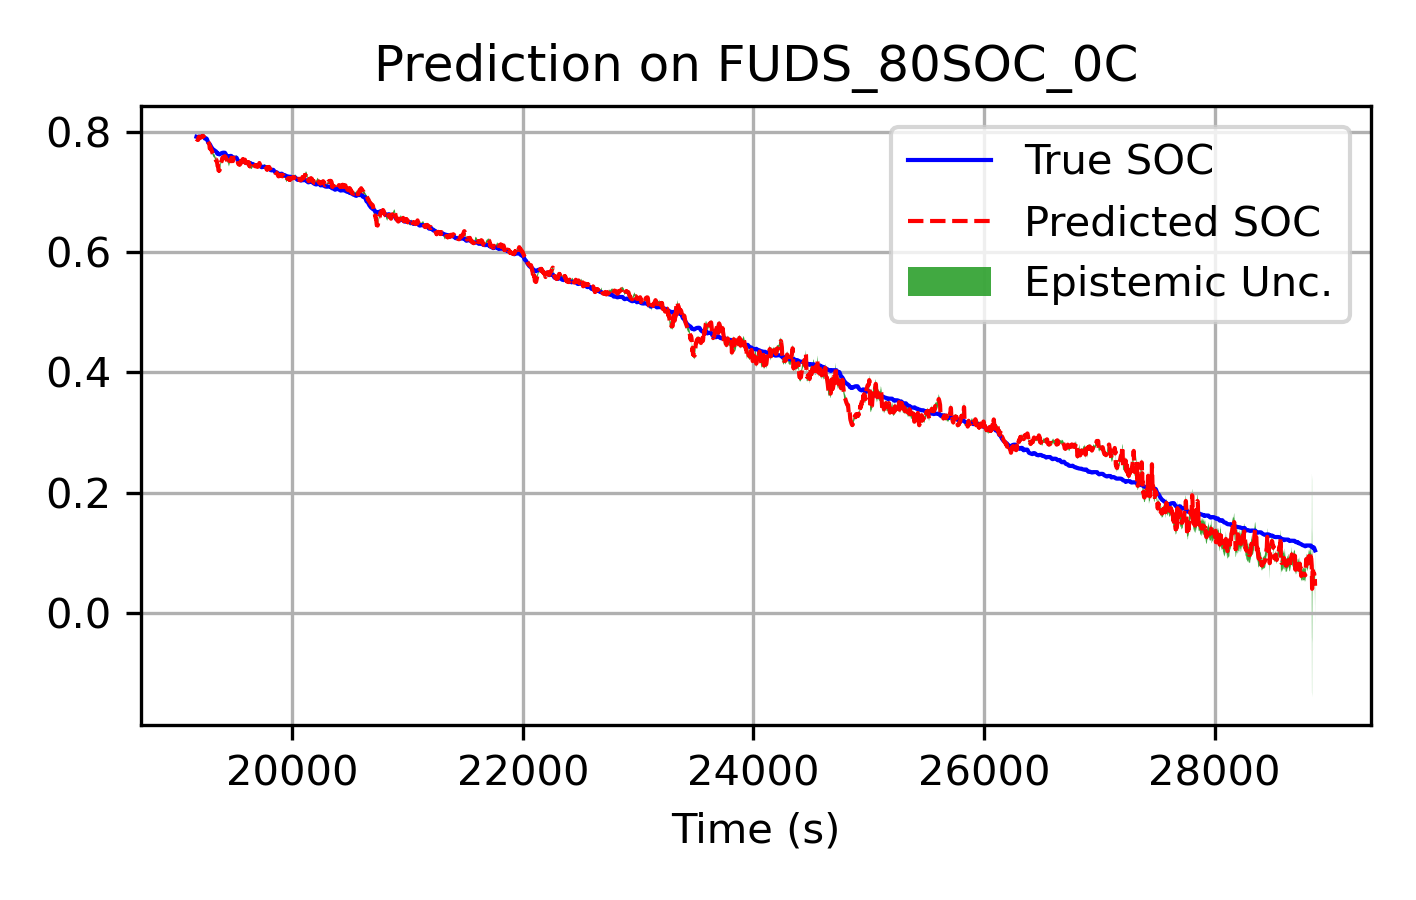 Prediction on FUDS_80SOC_0C
True SOC
Predicted SOC
Epistemic Unc.
0.8
0.6
0.4
0.2
0.0
20000 22000 24000 26000 28000
Time (s)